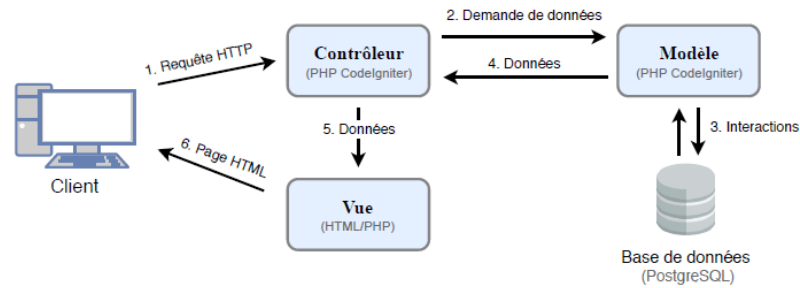 1. Requête HTTP
Contrôleur
(PHP CodeIgniter)
2. Demande de données
4. Données
Modèle
(PHP CodeIgniter)
5. Données
3. Interactions
6. Page HTML
Client
Vue
(HTML/PHP)
Base de données
(PostgreSQL)